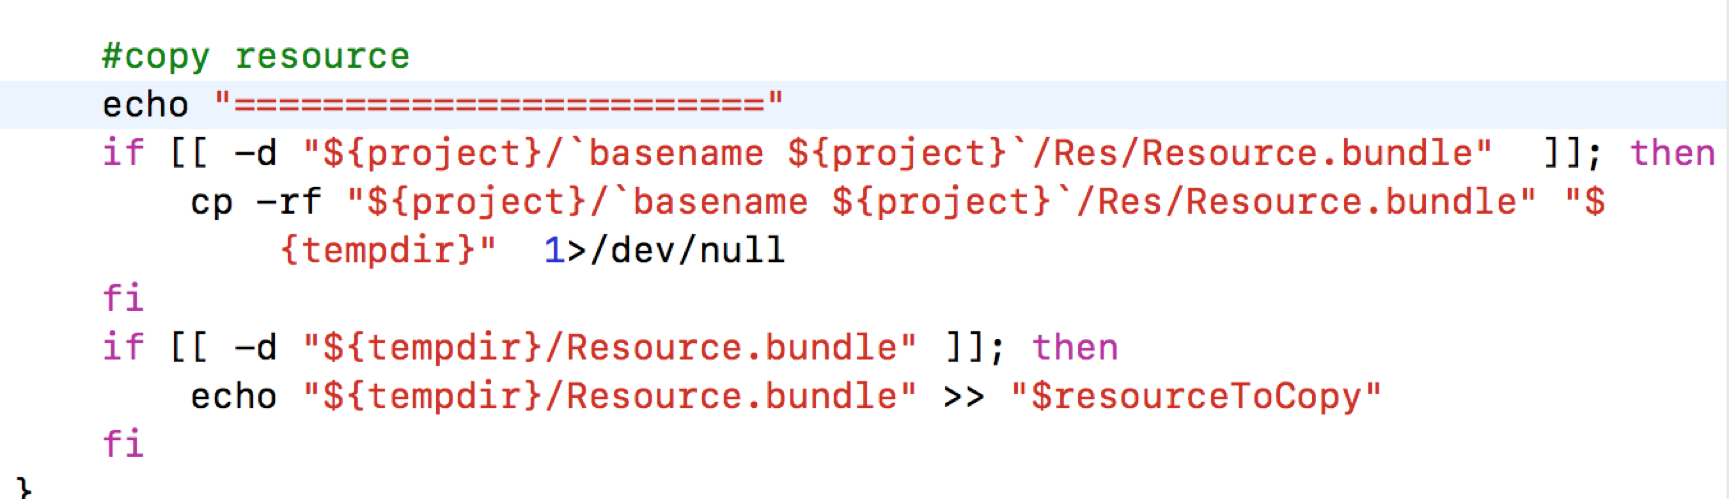 #copy resource
echo "========================"
if [[ -d "${project}/`basename ${project}`/Res/Resource.bundle"  ]]; then
cp -rf "${project}/`basename ${project}`/Res/Resource.bundle" "$
{tempdir}"  1>/dev/null
fi
if [[ -d "${tempdir}/Resource.bundle" ]]; then
echo "${tempdir}/Resource.bundle" >> "$resourceToCopy"
fi
}